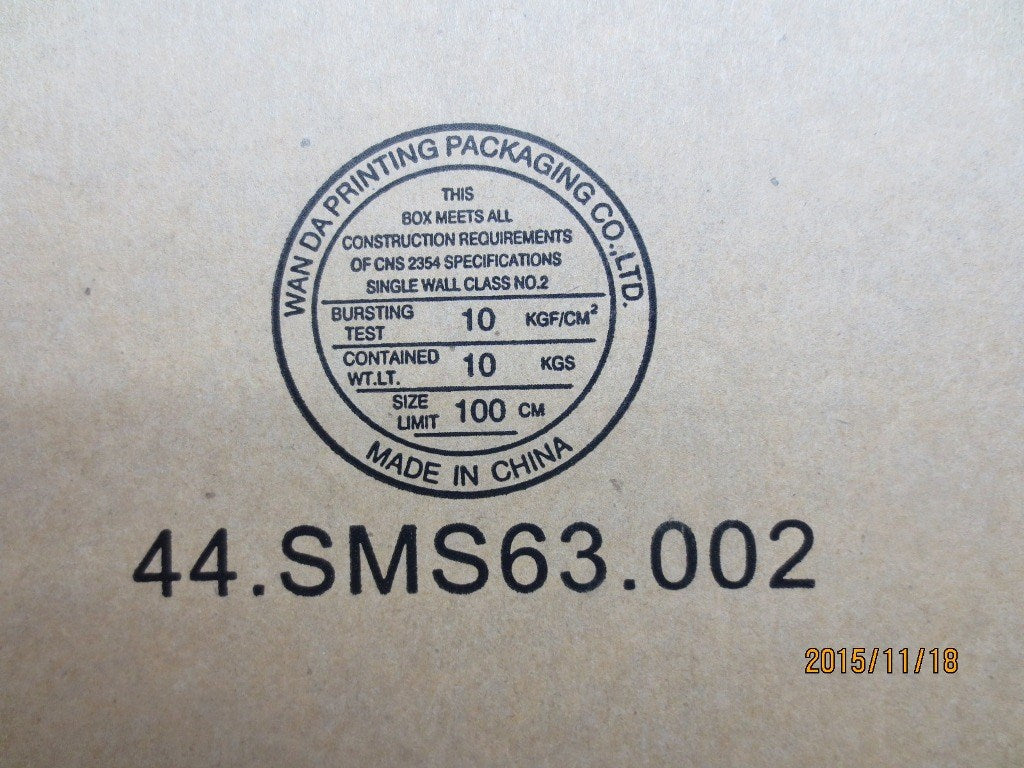 WAN DA PRINTING PACKAGING CO.,LTD.
THIS
BOX MEETS ALL
CONSTRUCTION REQUIREMENTS
OF CNS 2354 SPECIFICATIONS
SINGLE WALL CLASS NO.2
BURSTING TEST 10 KGF/CM²
CONTAINED WT.LT. 10 KGS
SIZE LIMIT 100 CM
MADE IN CHINA
44.SMS63.002
2015/11/18